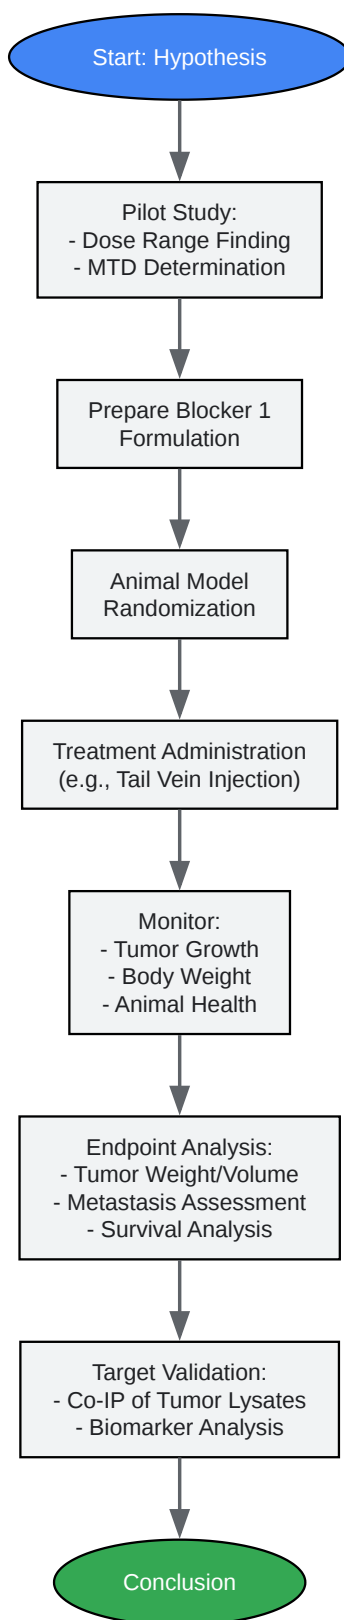 Start: Hypothesis
Pilot Study:
- Dose Range Finding
- MTD Determination
Prepare Blocker 1
Formulation
Animal Model
Randomization
Treatment Administration
(e.g., Tail Vein Injection)
Monitor:
- Tumor Growth
- Body Weight
- Animal Health
Endpoint Analysis:
- Tumor Weight/Volume
- Metastasis Assessment
- Survival Analysis
Target Validation:
- Co-IP of Tumor Lysates
- Biomarker Analysis
Conclusion